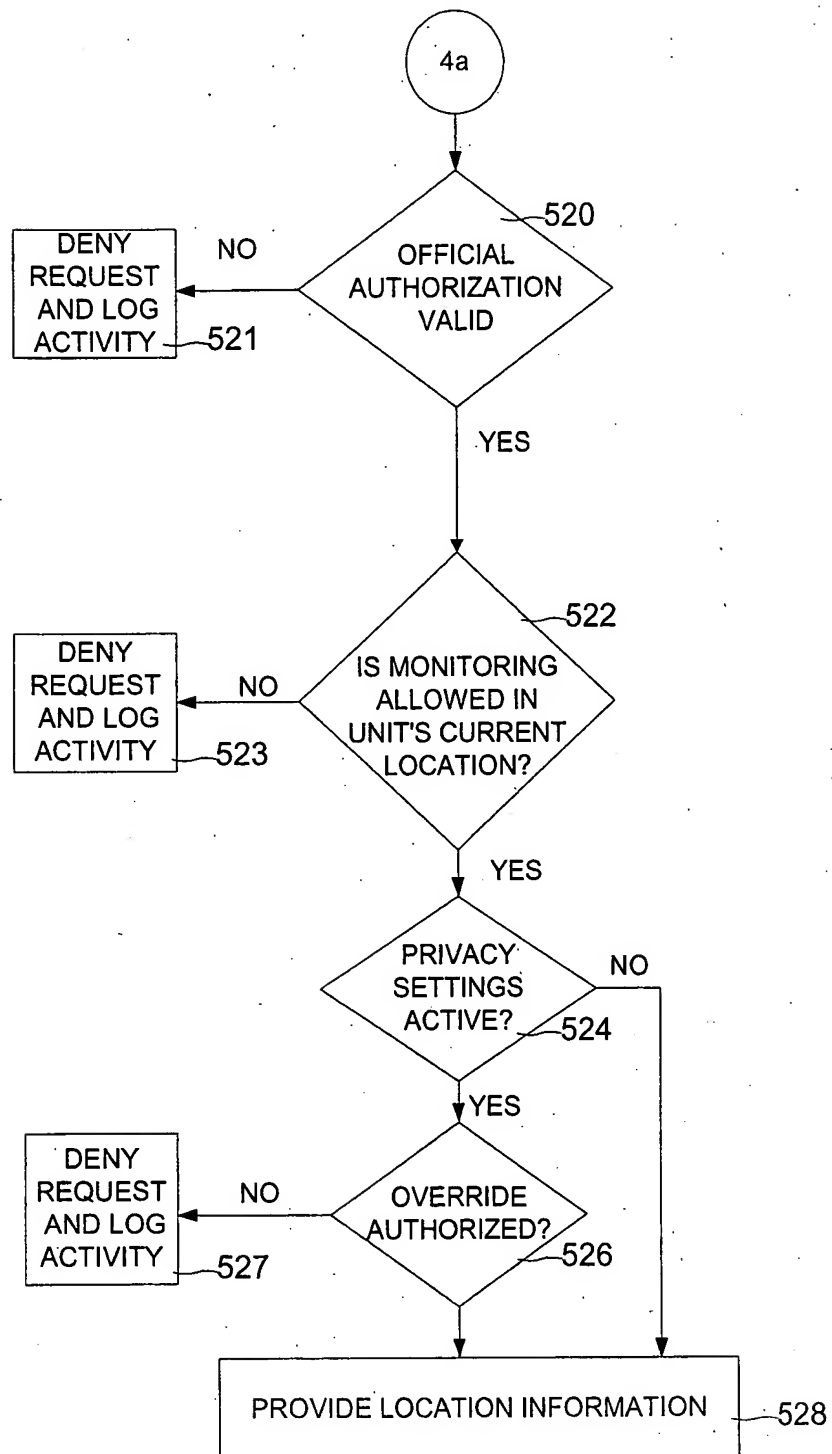 4a
520
OFFICIAL
AUTHORIZATION
VALID
NO
DENY
REQUEST
AND LOG
ACTIVITY
521
YES
522
IS MONITORING
ALLOWED IN
UNIT'S CURRENT
LOCATION?
NO
DENY
REQUEST
AND LOG
ACTIVITY
523
YES
PRIVACY
SETTINGS
ACTIVE?
524
NO
YES
OVERRIDE
AUTHORIZED?
526
NO
DENY
REQUEST
AND LOG
ACTIVITY
527
PROVIDE LOCATION INFORMATION
528